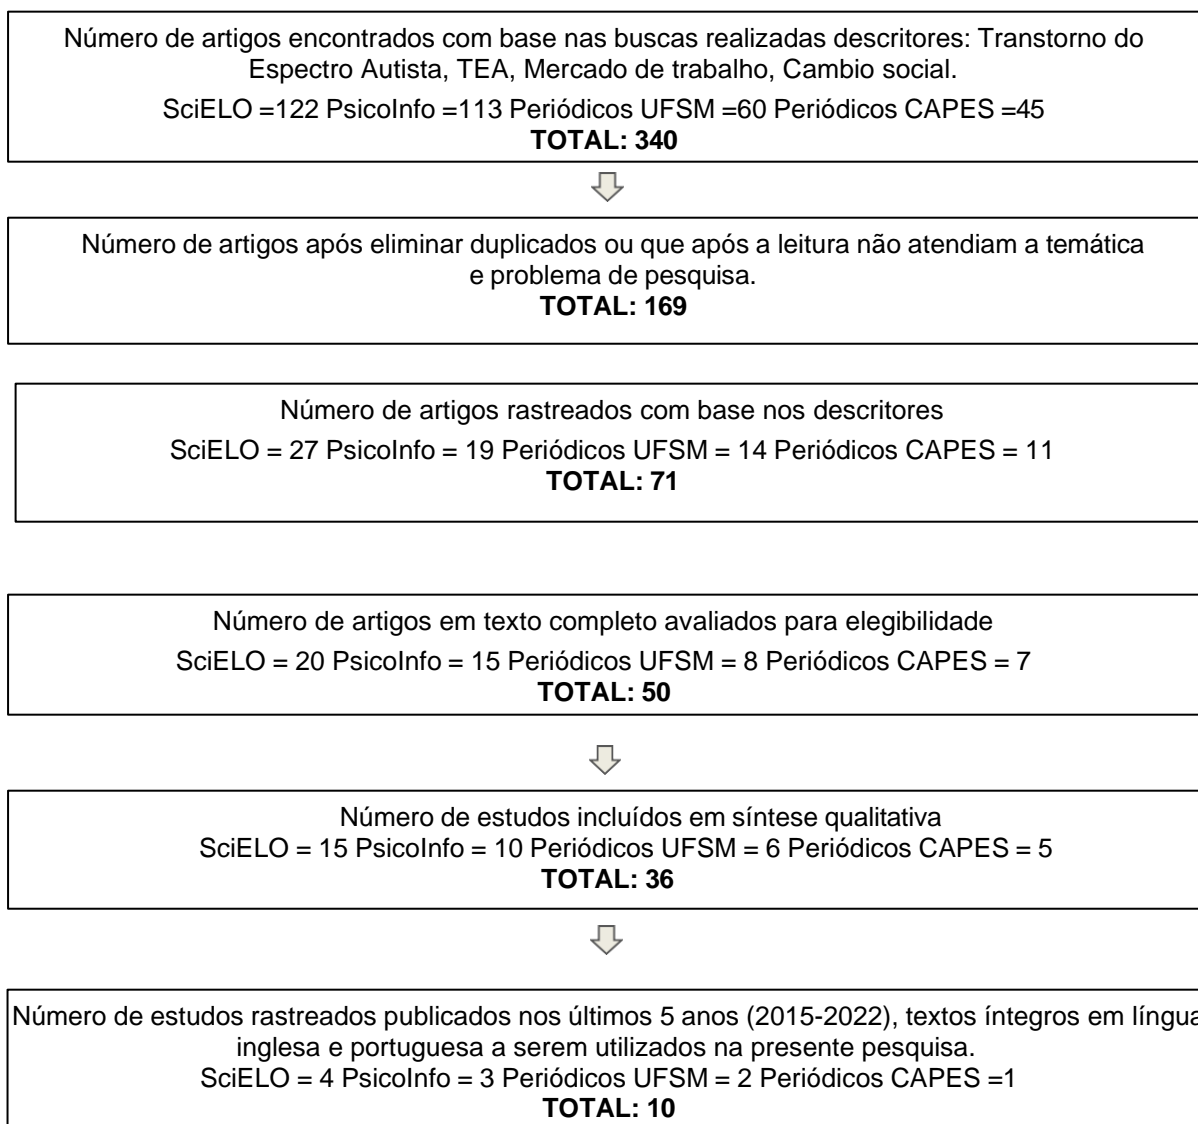 Número de artigos encontrados com base nas buscas realizadas descritores: Transtorno do
Espectro Autista, TEA, Mercado de trabalho, Cambio social.
SciELO =122 PsicoInfo =113 Periódicos UFSM =60 Periódicos CAPES =45
TOTAL: 340
Número de artigos após eliminar duplicados ou que após a leitura não atendiam a temática
e problema de pesquisa.
TOTAL: 169
Número de artigos rastreados com base nos descritores
SciELO = 27 PsicoInfo = 19 Periódicos UFSM = 14 Periódicos CAPES = 11
TOTAL: 71
Número de artigos em texto completo avaliados para elegibilidade
SciELO = 20 PsicoInfo = 15 Periódicos UFSM = 8 Periódicos CAPES = 7
TOTAL: 50
Número de estudos incluídos em síntese qualitativa
SciELO = 15 PsicoInfo = 10 Periódicos UFSM = 6 Periódicos CAPES = 5
TOTAL: 36
Número de estudos rastreados publicados nos últimos 5 anos (2015-2022), textos íntegros em língua
inglesa e portuguesa a serem utilizados na presente pesquisa.
SciELO = 4 PsicoInfo = 3 Periódicos UFSM = 2 Periódicos CAPES =1
TOTAL: 10